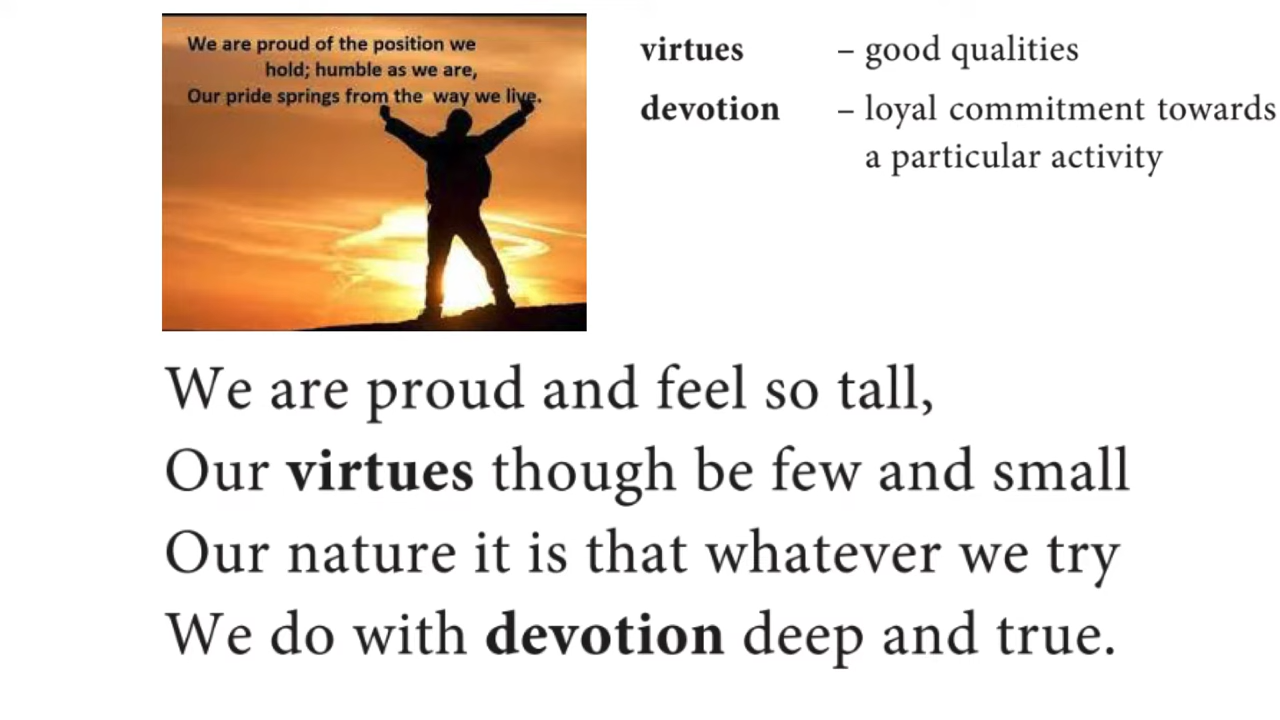 We are proud of the position we
hold; humble as we are,
Our pride springs from the way we live.
virtues – good qualities
devotion – loyal commitment towards
a particular activity
We are proud and feel so tall,
Our virtues though be few and small
Our nature it is that whatever we try
We do with devotion deep and true.